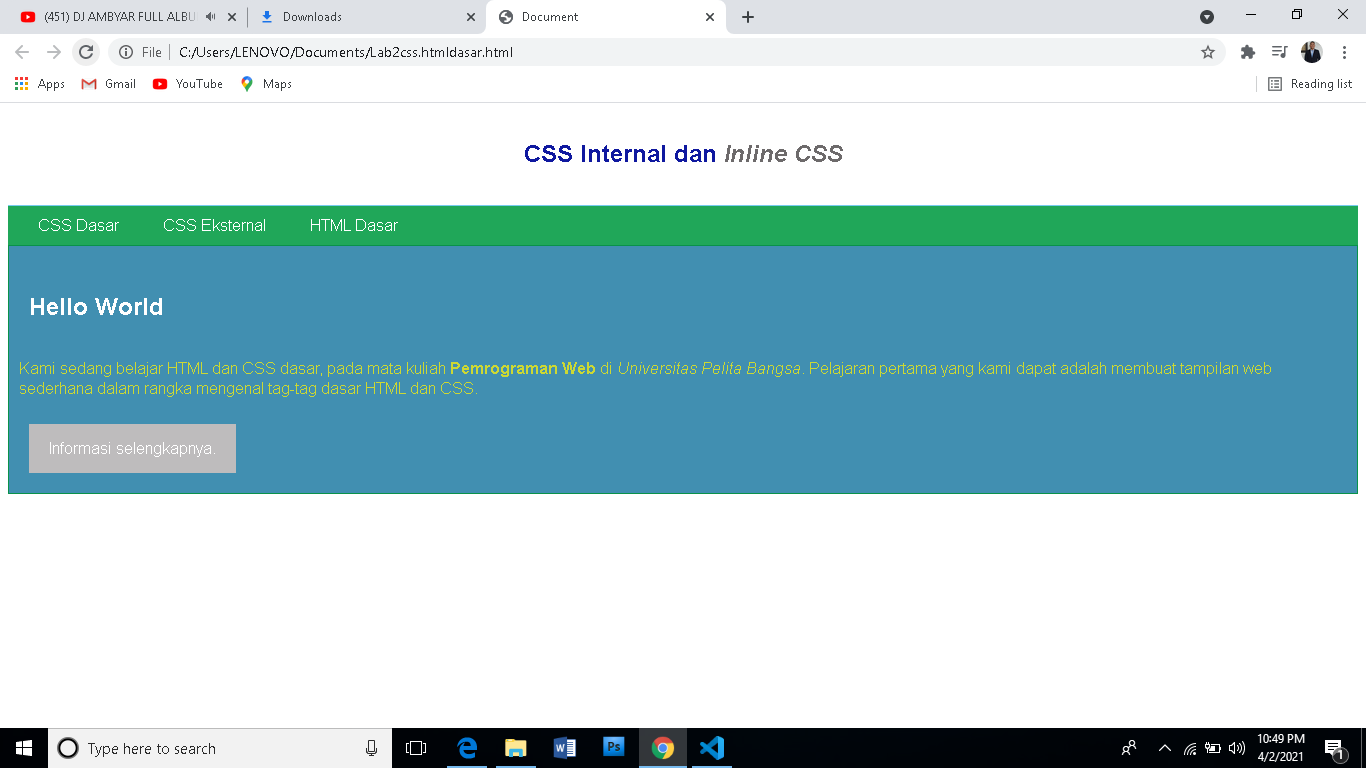 (451) DJ AMBYAR FULL ALBU
Downloads
Document
File
C:/Users/LENOVO/Documents/Lab2css.htmldasar.html
Apps
Gmail
YouTube
Maps
Reading list
CSS Internal dan Inline CSS
CSS Dasar
CSS Eksternal
HTML Dasar
Hello World
Kami sedang belajar HTML dan CSS dasar, pada mata kuliah Pemrograman Web di Universitas Pelita Bangsa. Pelajaran pertama yang kami dapat adalah membuat tampilan web
sederhana dalam rangka mengenal tag-tag dasar HTML dan CSS.
Informasi selengkapnya.
Type here to search
Ps
10:49 PM
4/2/2021
1